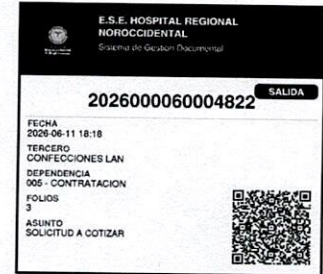 E.S.E. HOSPITAL REGIONAL
NOROCCIDENTAL
Sistema de Gestion Documental
SALIDA
2026000060004822
FECHA
2026-06-11 18:18
TERCERO
CONFECCIONES LAN
DEPENDENCIA
005 - CONTRATACION
FOLIOS
3
ASUNTO
SOLICITUD A COTIZAR